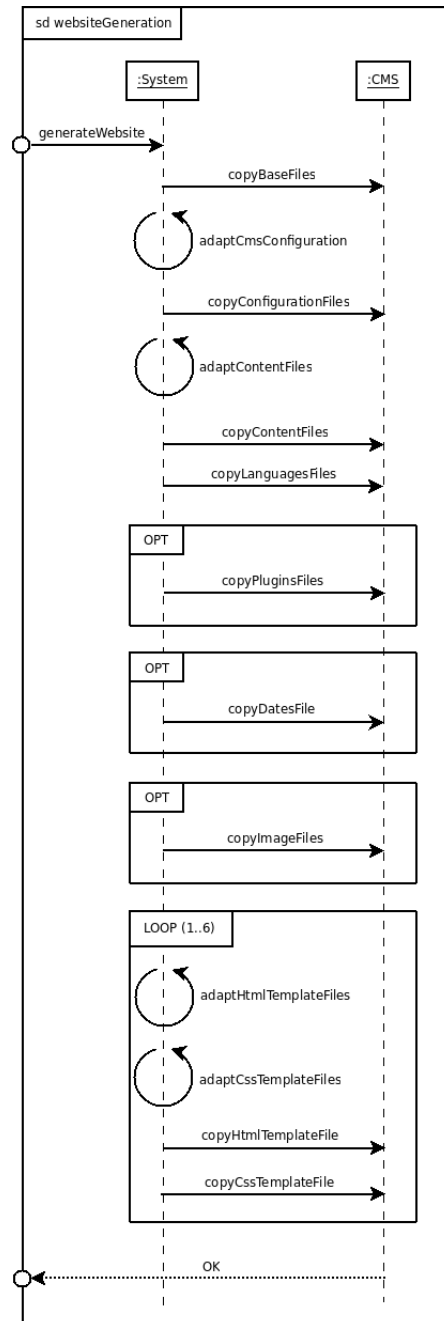 sd websiteGeneration
:System
:CMS
generateWebsite
copyBaseFiles
adaptCmsConfiguration
copyConfigurationFiles
adaptContentFiles
copyContentFiles
copyLanguagesFiles
OPT
copyPluginsFiles
OPT
copyDatesFile
OPT
copyImageFiles
LOOP (1..6)
adaptHtmlTemplateFiles
adaptCssTemplateFiles
copyHtmlTemplateFile
copyCssTemplateFile
OK